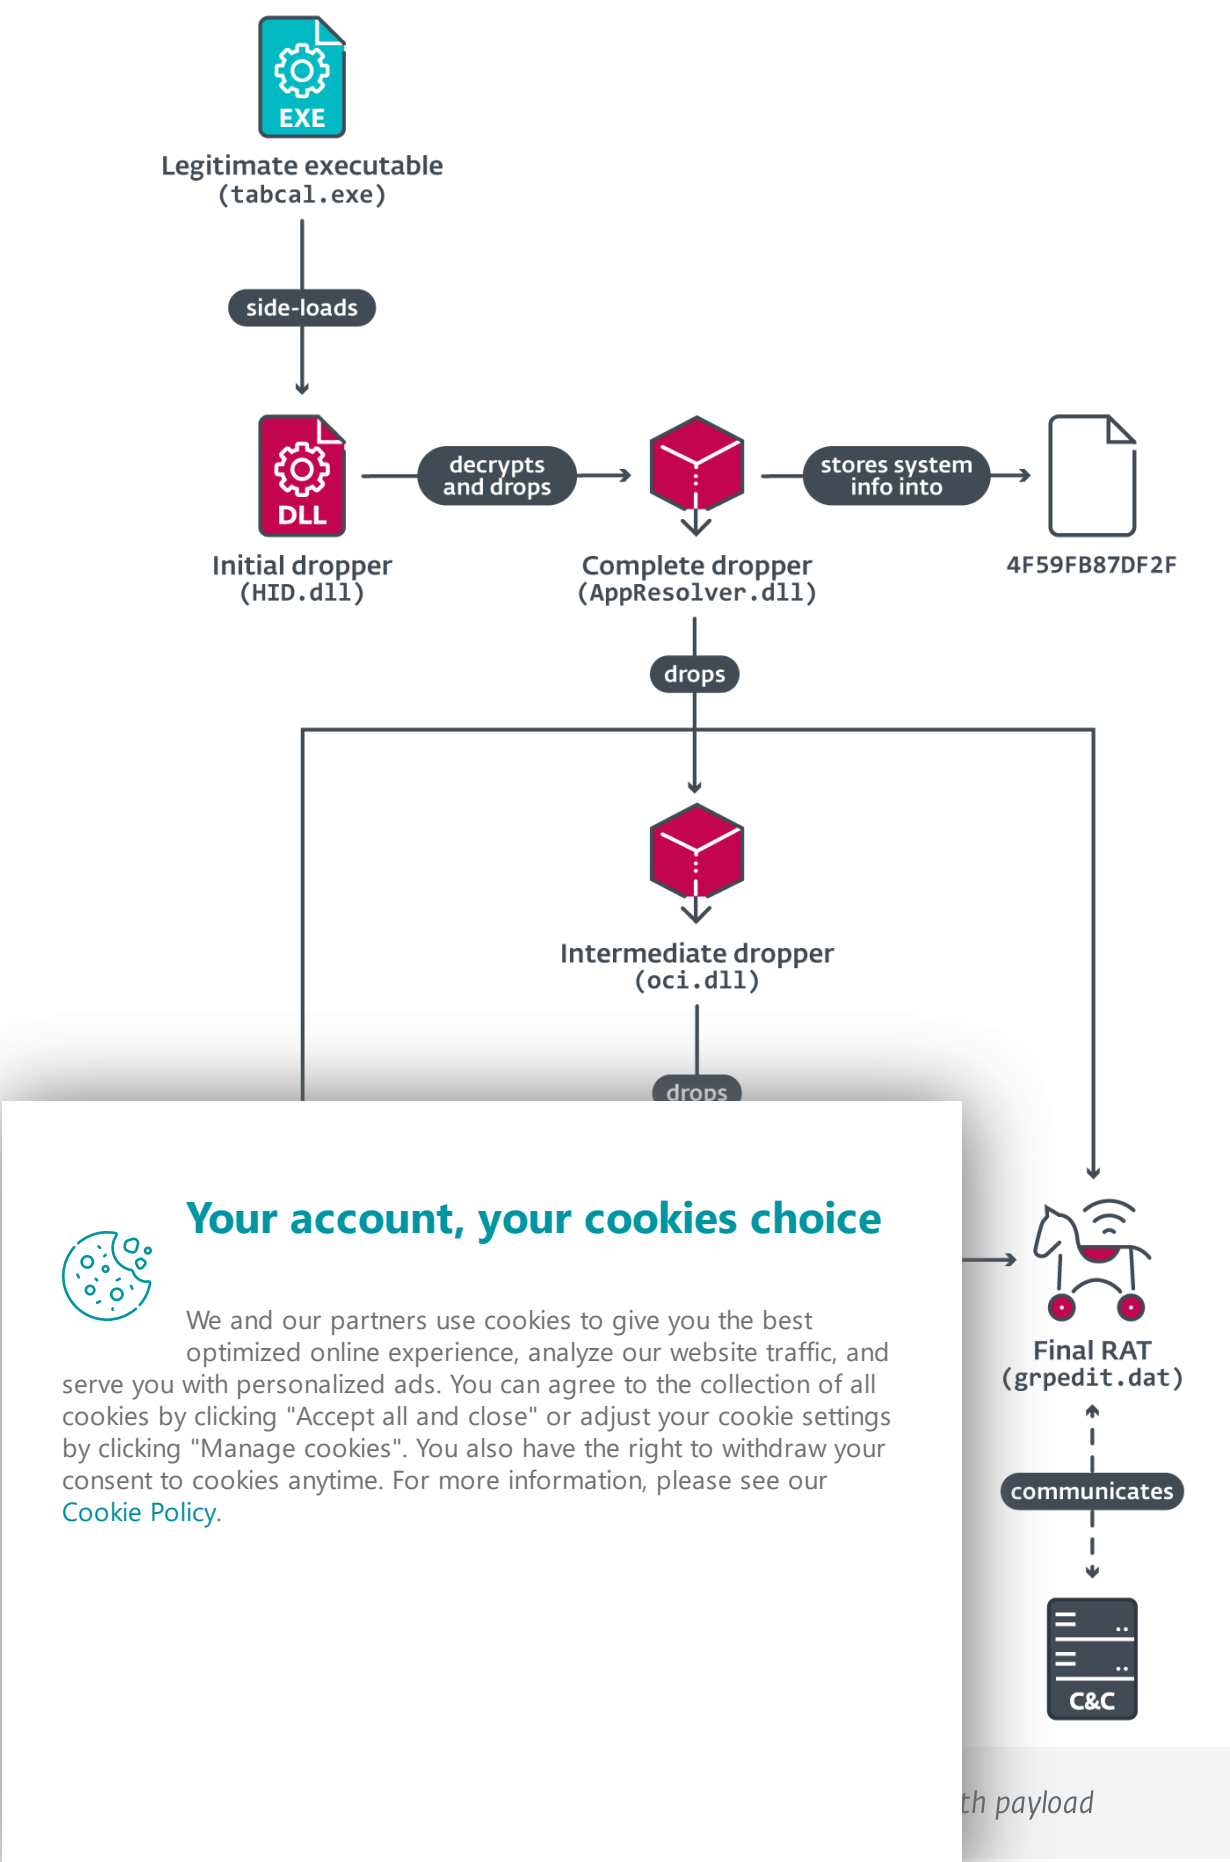 EXE
Legitimate executable
(tabcal.exe)
side-loads
DLL
Initial dropper
(HID.dll)
decrypts
and drops
Complete dropper
(AppResolver.dll)
stores system
info into
4F59FB87DF2F
drops
Intermediate dropper
(oci.dll)
drops
Your account, your cookies choice
We and our partners use cookies to give you the best
optimized online experience, analyze our website traffic, and
serve you with personalized ads. You can agree to the collection of all
cookies by clicking "Accept all and close" or adjust your cookie settings
by clicking "Manage cookies". You also have the right to withdraw your
consent to cookies anytime. For more information, please see our
Cookie Policy.
Final RAT
(grpedit.dat)
communicates
C&C
payload